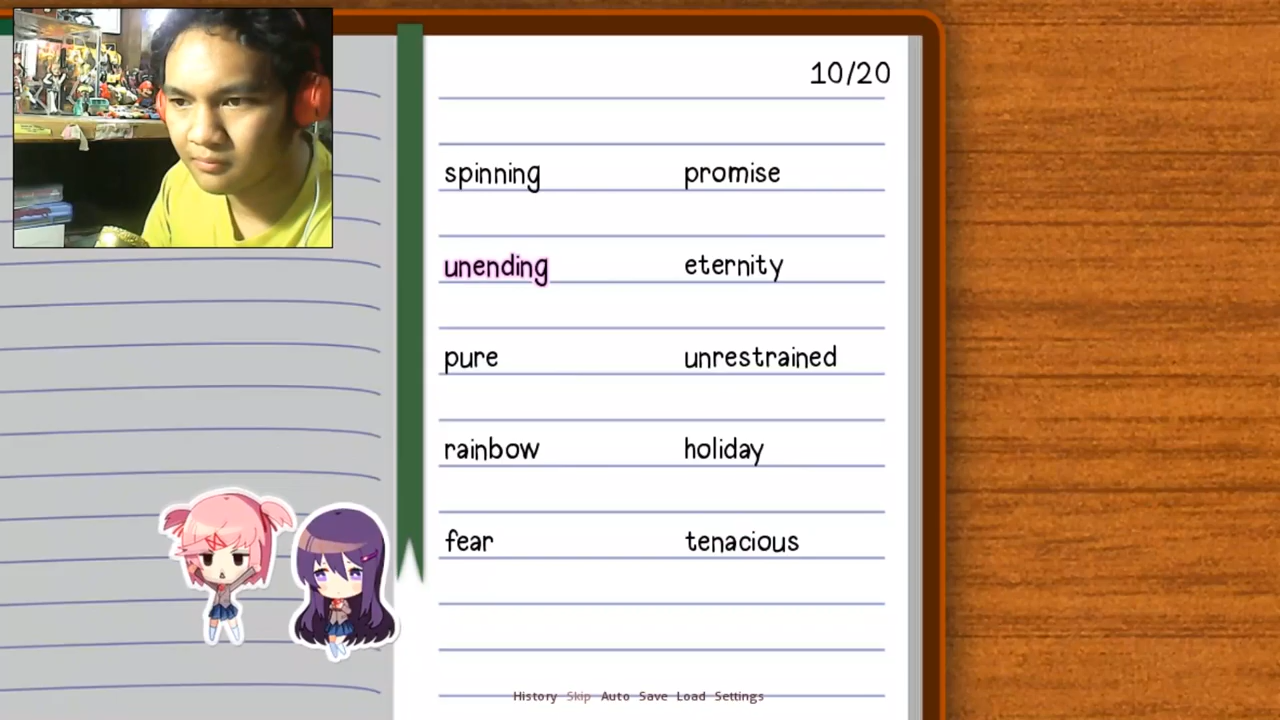 10/20
spinning promise
unending eternity
pure unrestrained
rainbow holiday
fear tenacious
History Skip Auto Save Load Settings